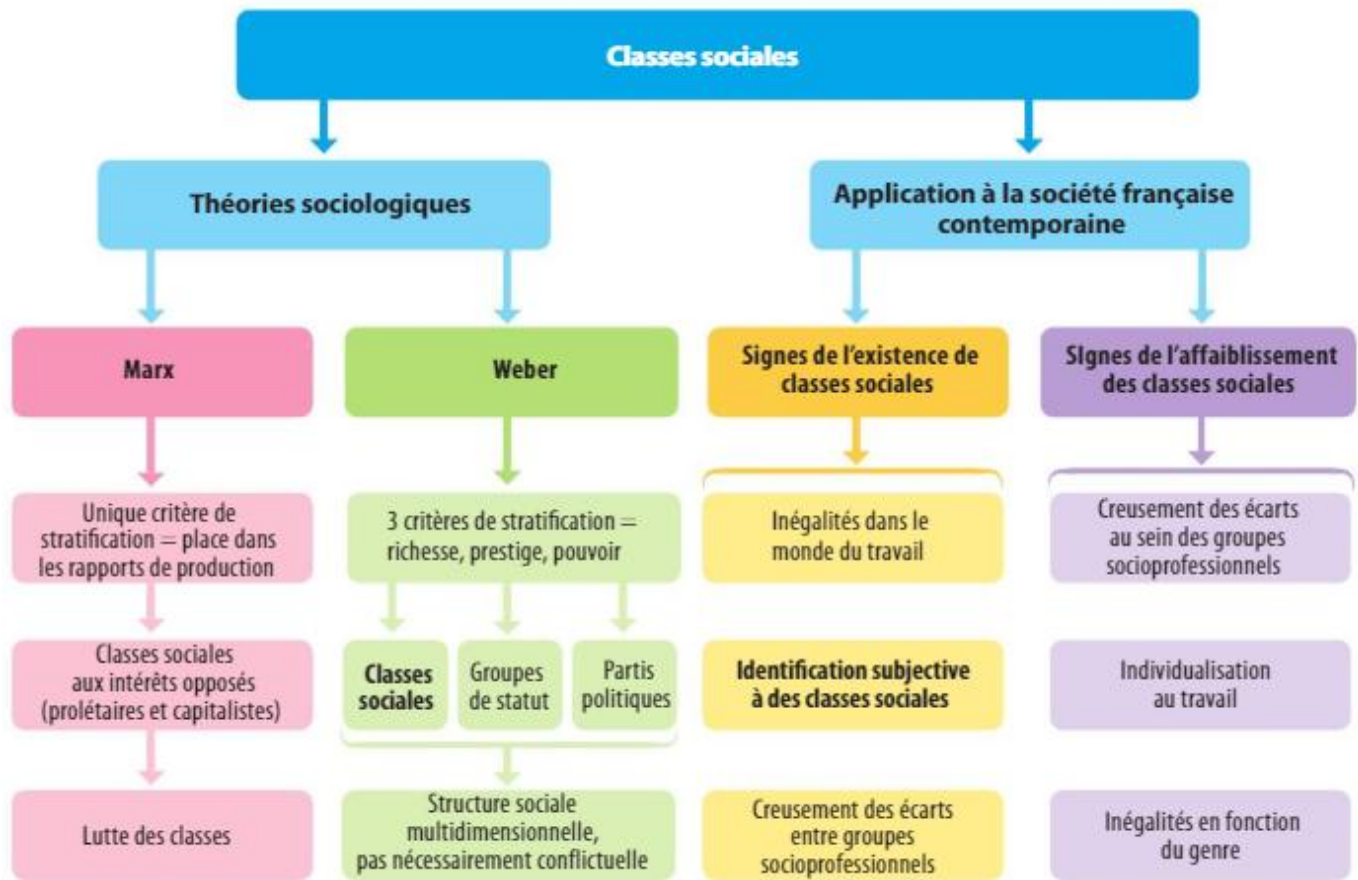 Classes sociales
Théories sociologiques
Application à la société française
contemporaine
Marx
Weber
Signes de l'existence de
classes sociales
SIgnes de l'affaiblissement
des classes sociales
Unique critère de
stratification = place dans
les rapports de production
3 critères de stratification =
richesse, prestige, pouvoir
Inégalités dans le
monde du travail
Creusement des écarts
au sein des groupes
socioprofessionnels
Classes sociales
aux intérêts opposés
(prolétaires et capitalistes)
Classes
sociales
Groupes
de statut
Partis
politiques
Identification subjective
à des classes sociales
Individualisation
au travail
Lutte des classes
Structure sociale
multidimensionnelle,
pas nécessairement conflictuelle
Creusement des écarts
entre groupes
socioprofessionnels
Inégalités en fonction
du genre